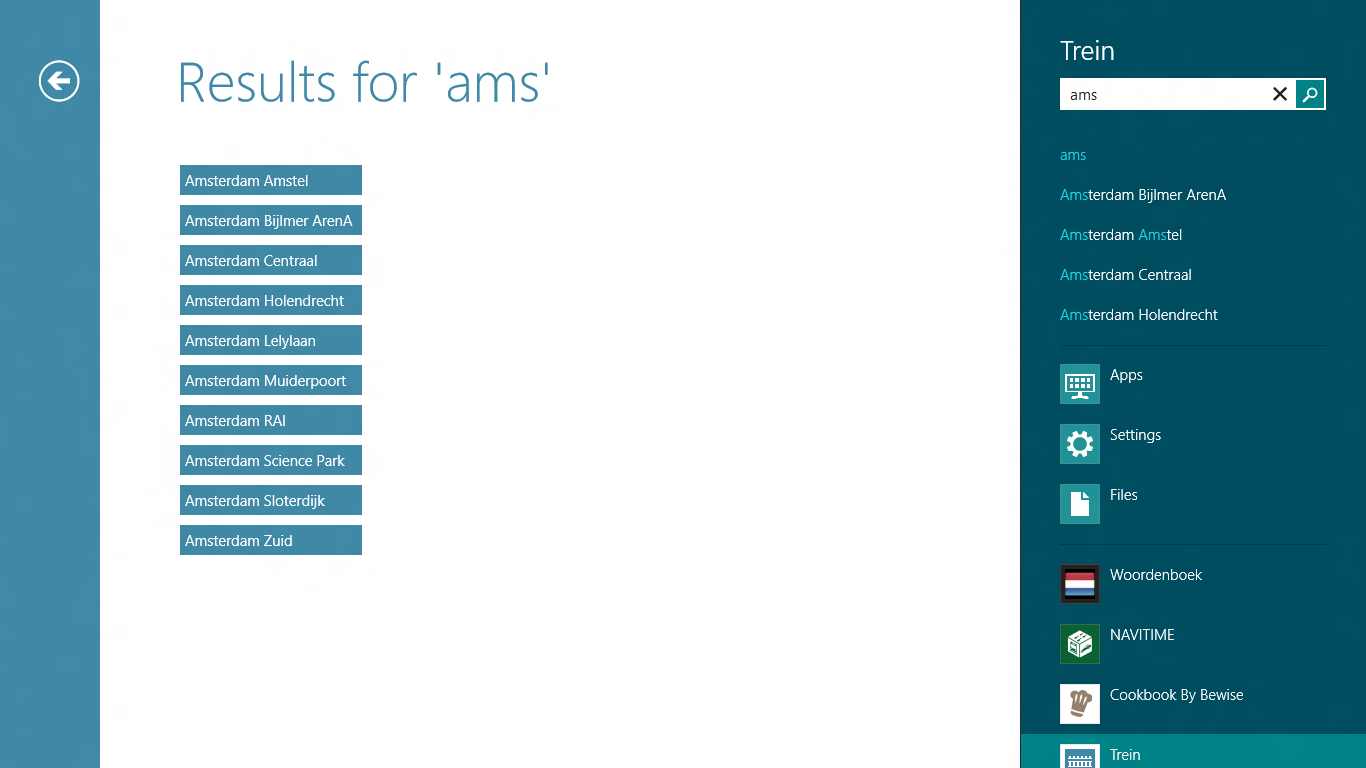 Results for 'ams'
Amsterdam Amstel
Amsterdam Bijlmer ArenA
Amsterdam Centraal
Amsterdam Holendrecht
Amsterdam Lelylaan
Amsterdam Muiderpoort
Amsterdam RAI
Amsterdam Science Park
Amsterdam Sloterdijk
Amsterdam Zuid
Trein
ams
ams
Amsterdam Bijlmer ArenA
Amsterdam Amstel
Amsterdam Centraal
Amsterdam Holendrecht
Apps
Settings
Files
Woordenboek
NAVITIME
Cookbook By Bewise
Trein